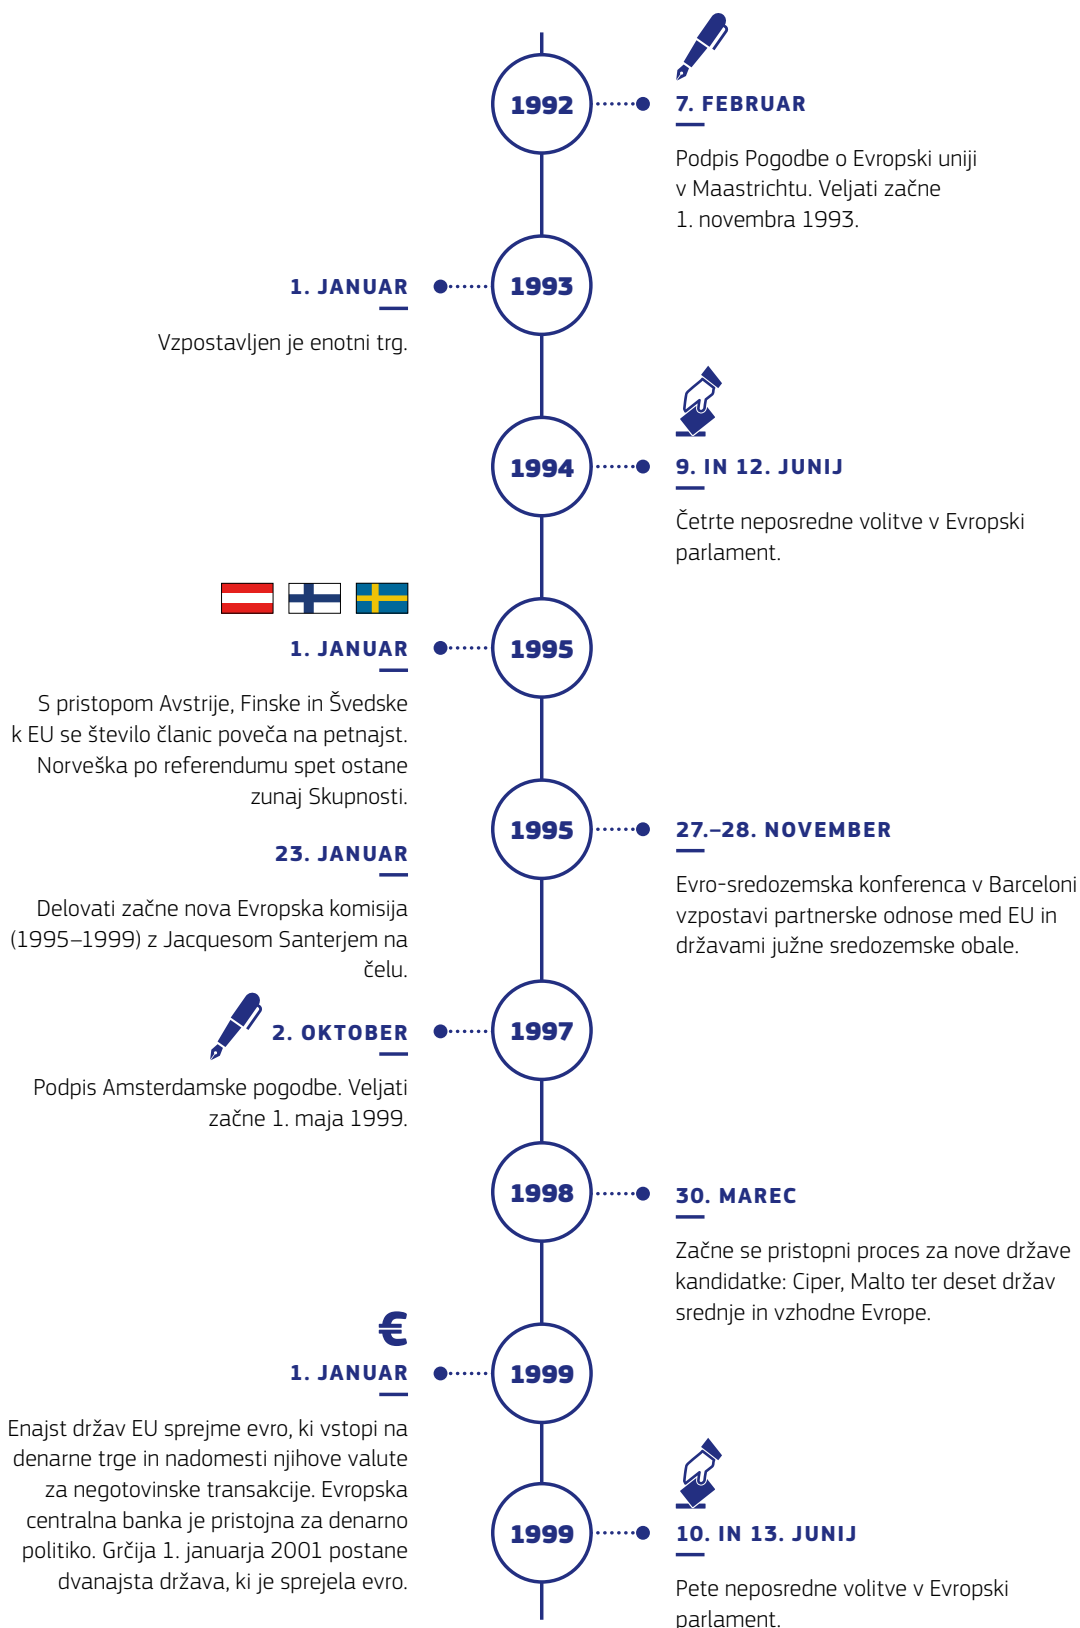 1992
7. FEBRUAR
Podpis Pogodbe o Evropski uniji
v Maastrichtu. Veljati začne
1. novembra 1993.
1. JANUAR
1993
Vzpostavljen je enotni trg.
1994
9. IN 12. JUNIJ
Četrte neposredne volitve v Evropski
parlament.
1. JANUAR
1995
S pristopom Avstrije, Finske in Švedske
k EU se število članic poveča na petnajst.
Norveška po referendumu spet ostane
zunaj Skupnosti.
23. JANUAR
Delovati začne nova Evropska komisija
(1995–1999) z Jacquesom Santerjem na
čelu.
1995
27.–28. NOVEMBER
Evro-sredozemska konferenca v Barceloni
vzpostavi partnerske odnose med EU in
državami južne sredozemske obale.
2. OKTOBER
1997
Podpis Amsterdamske pogodbe. Veljati
začne 1. maja 1999.
1998
30. MAREC
Začne se pristopni proces za nove države
kandidatke: Ciper, Malto ter deset držav
srednje in vzhodne Evrope.
€
1. JANUAR
1999
Enajst držav EU sprejme evro, ki vstopi na
denarne trge in nadomesti njihove valute
za negotovinske transakcije. Evropska
centralna banka je pristojna za denarno
politiko. Grčija 1. januarja 2001 postane
dvanajsta država, ki je sprejela evro.
1999
10. IN 13. JUNIJ
Pete neposredne volitve v Evropski
parlament.